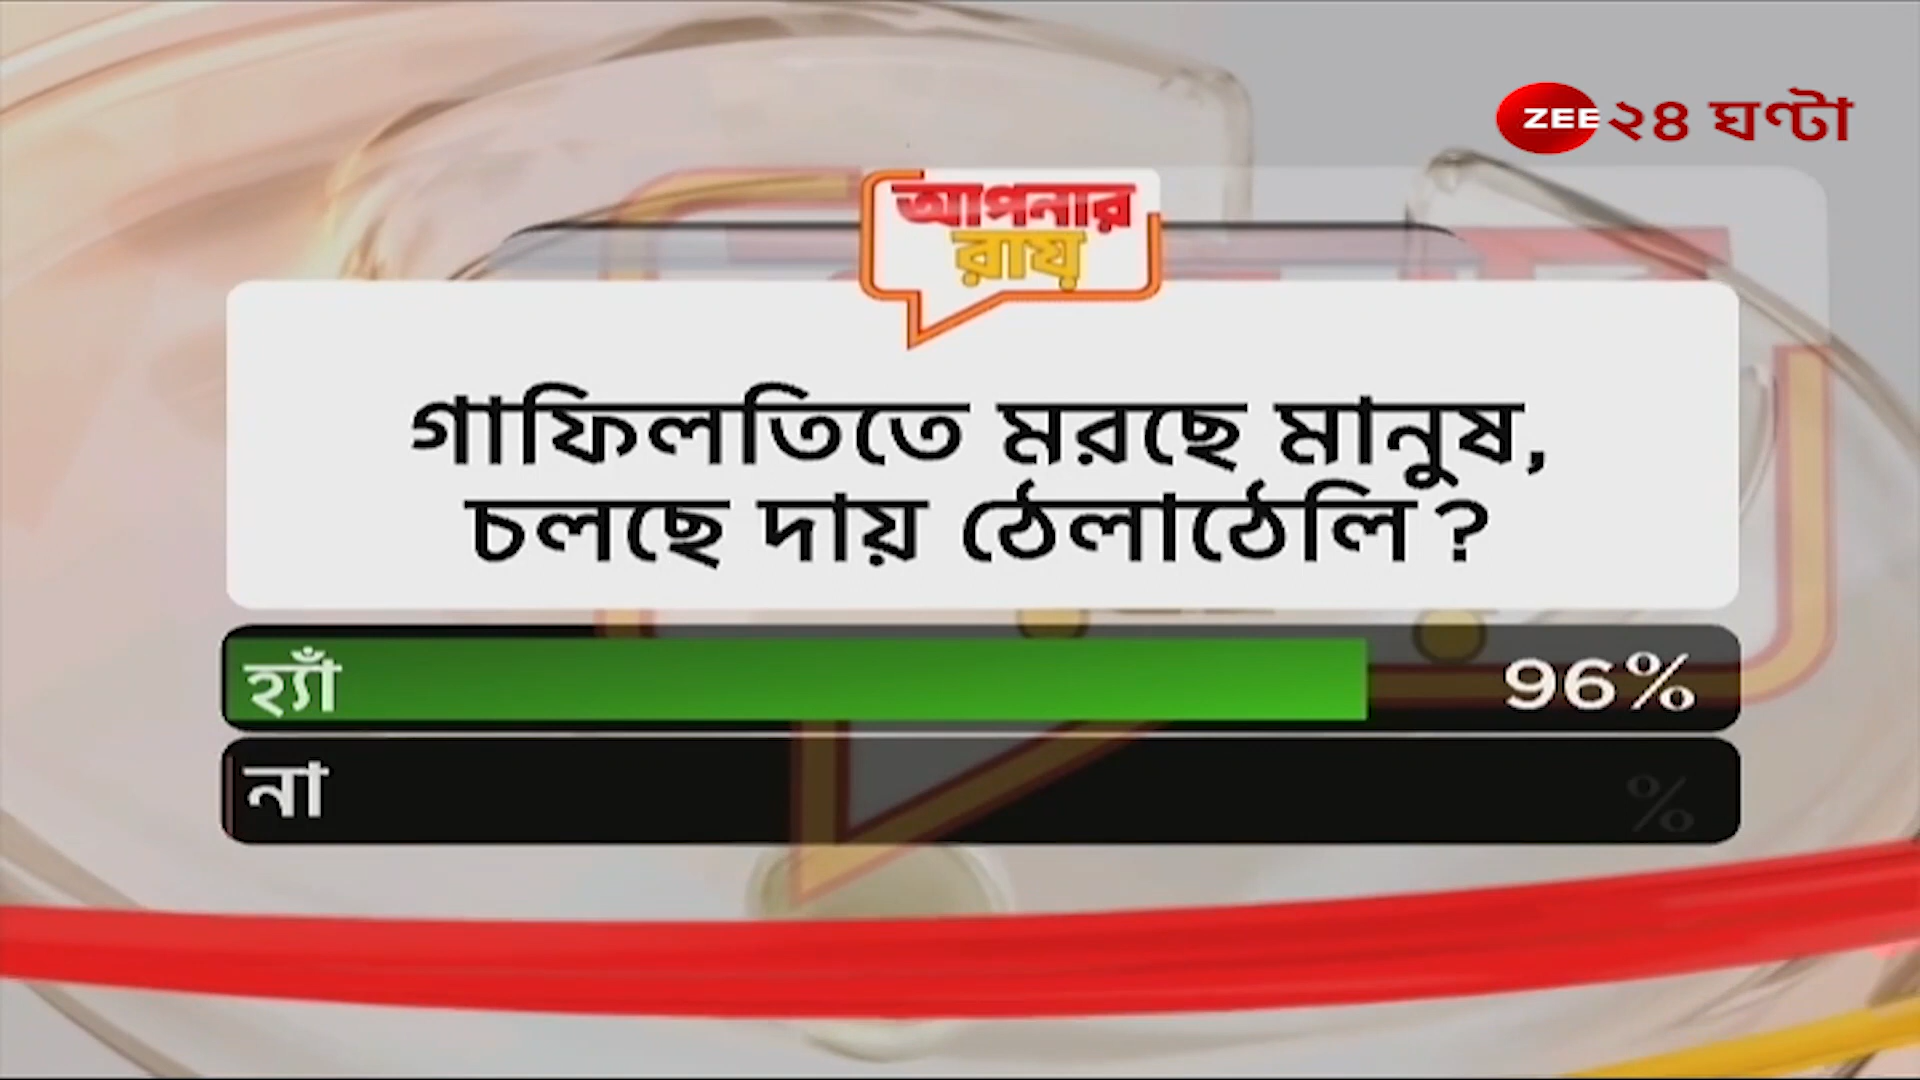 ZEE ২৪ ঘণ্টা
আপনার
রায়
গাফিলতিতে মরছে মানুষ,
চলছে দায় ঠেলাঠেলি ?
হ্যাঁ 96%
না %